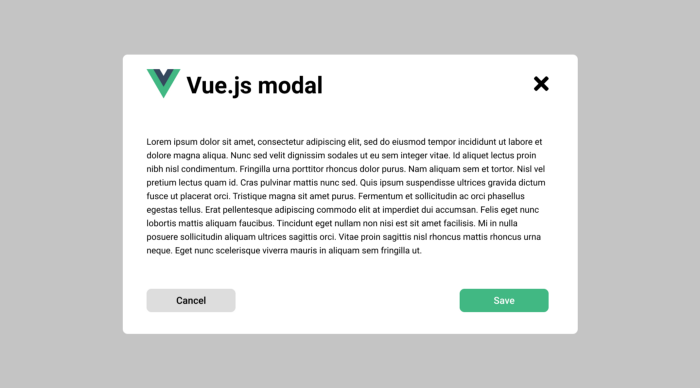 Vue.js modal
Lorem ipsum dolor sit amet, consectetur adipiscing elit, sed do eiusmod tempor incididunt ut labore et
dolore magna aliqua. Nunc sed velit dignissim sodales ut eu sem integer vitae. Id aliquet lectus proin
nibh nisl condimentum. Fringilla urna porttitor rhoncus dolor purus. Nam aliquam sem et tortor. Nisl vel
pretium lectus quam id. Cras pulvinar mattis nunc sed. Quis ipsum suspendisse ultrices gravida dictum
fusce ut placerat orci. Tristique magna sit amet purus. Fermentum et sollicitudin ac orci phasellus
egestas tellus. Erat pellentesque adipiscing commodo elit at imperdiet dui accumsan. Felis eget nunc
lobortis mattis aliquam faucibus. Tincidunt eget nullam non nisi est sit amet facilisis. Mi in nulla
posuere sollicitudin aliquam ultrices sagittis orci. Vitae proin sagittis nisl rhoncus mattis rhoncus urna
neque. Eget nunc scelerisque viverra mauris in aliquam sem fringilla ut.
Cancel
Save